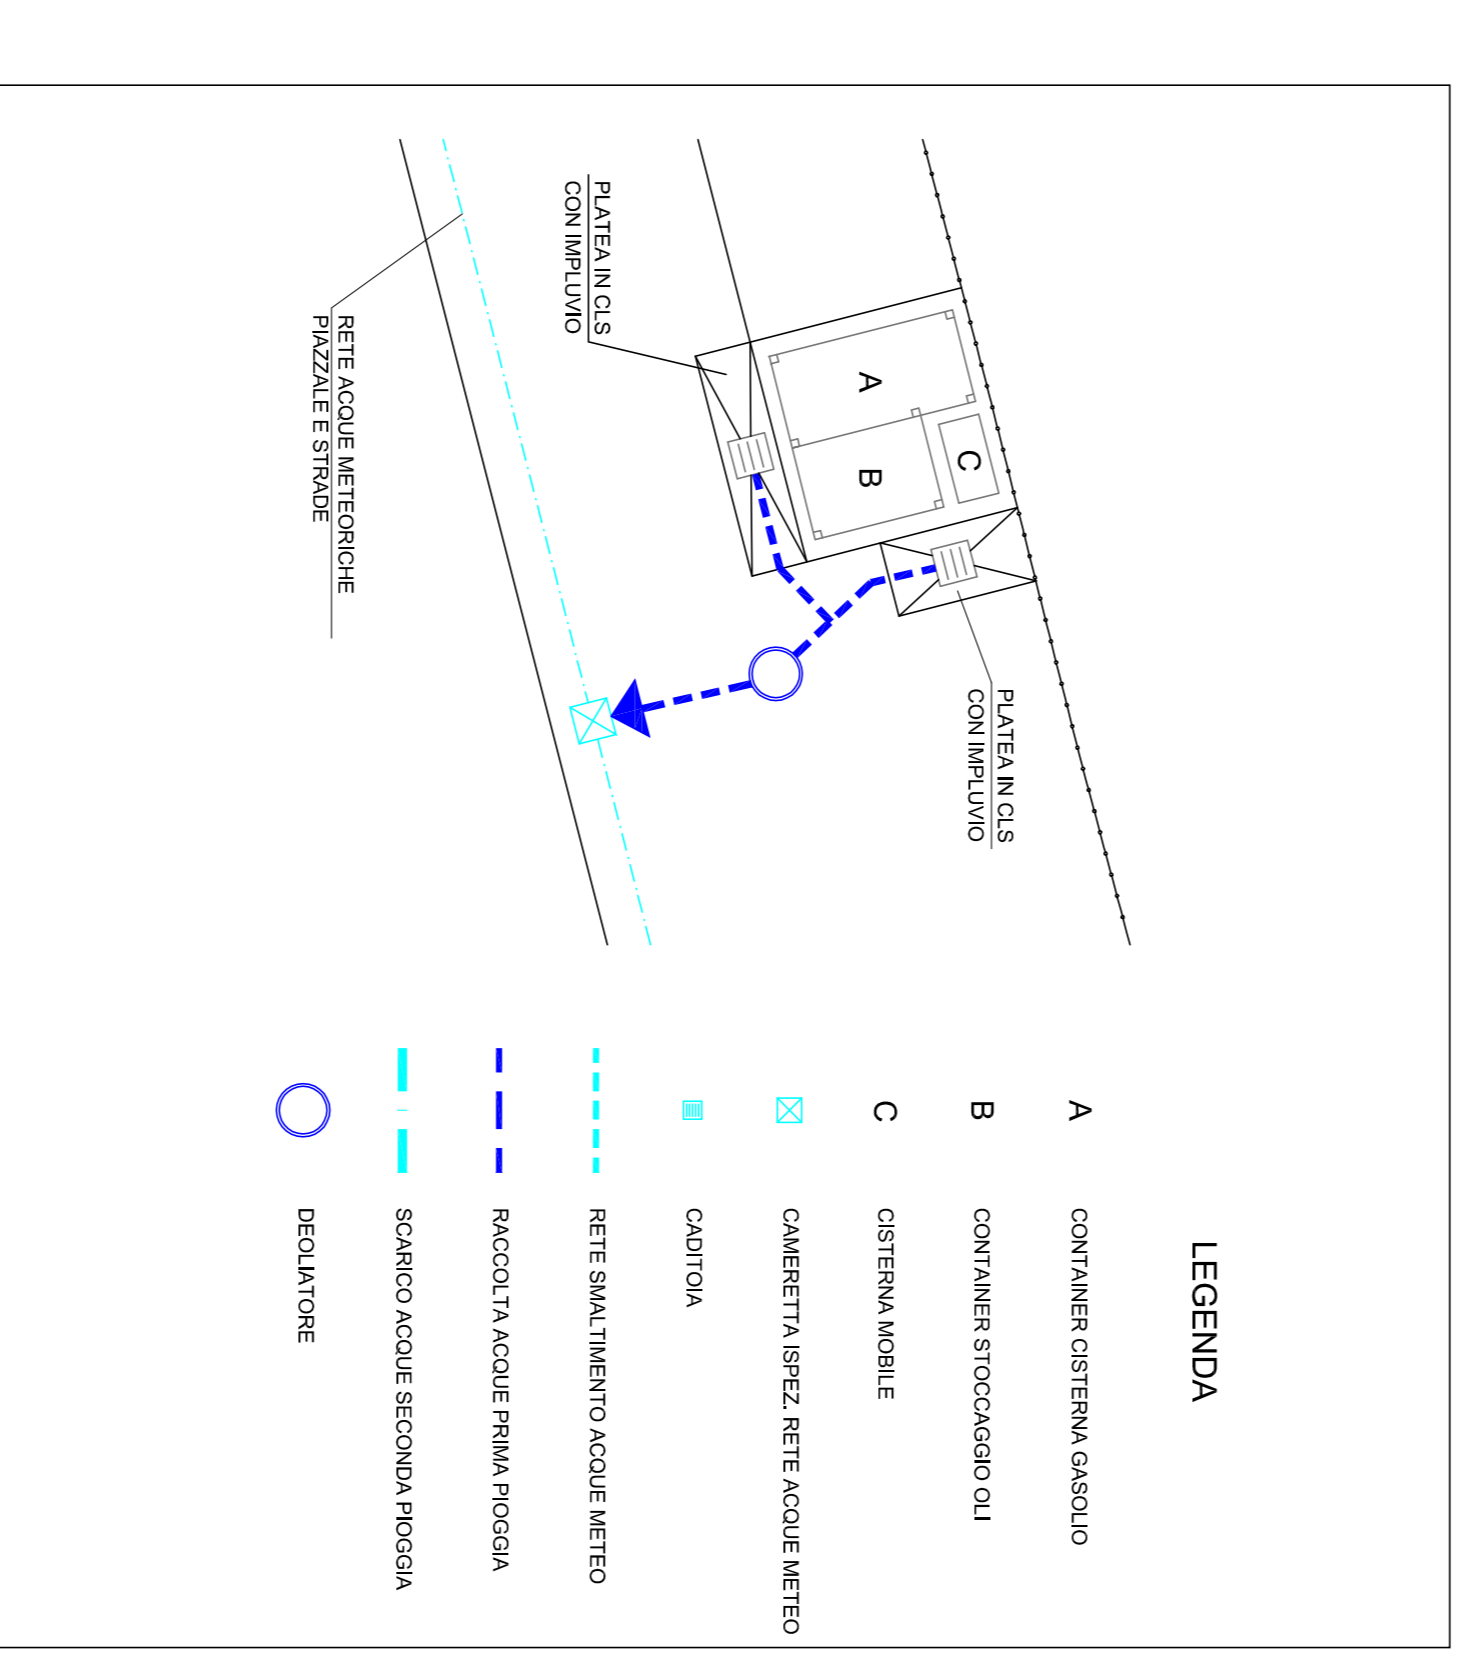 PLATEA IN CLS
CON IMPLUVIO
RETE ACQUE METEORICHE
PIAZZALE E STRADE
A
B
C
PLATEA IN CLS
CON IMPLUVIO
LEGENDA
A CONTAINER CISTERNA GASOLIO
B CONTAINER STOCCAGGIO OLI
C CISTERNA MOBILE
CAMERETTA ISPEZ. RETE ACQUE METEO
CADITOIA
RETE SMALTIMENTO ACQUE METEO
RACCOLTA ACQUE PRIMA PIOGGIA
SCARICO ACQUE SECONDA PIOGGIA
DEOLIATORE